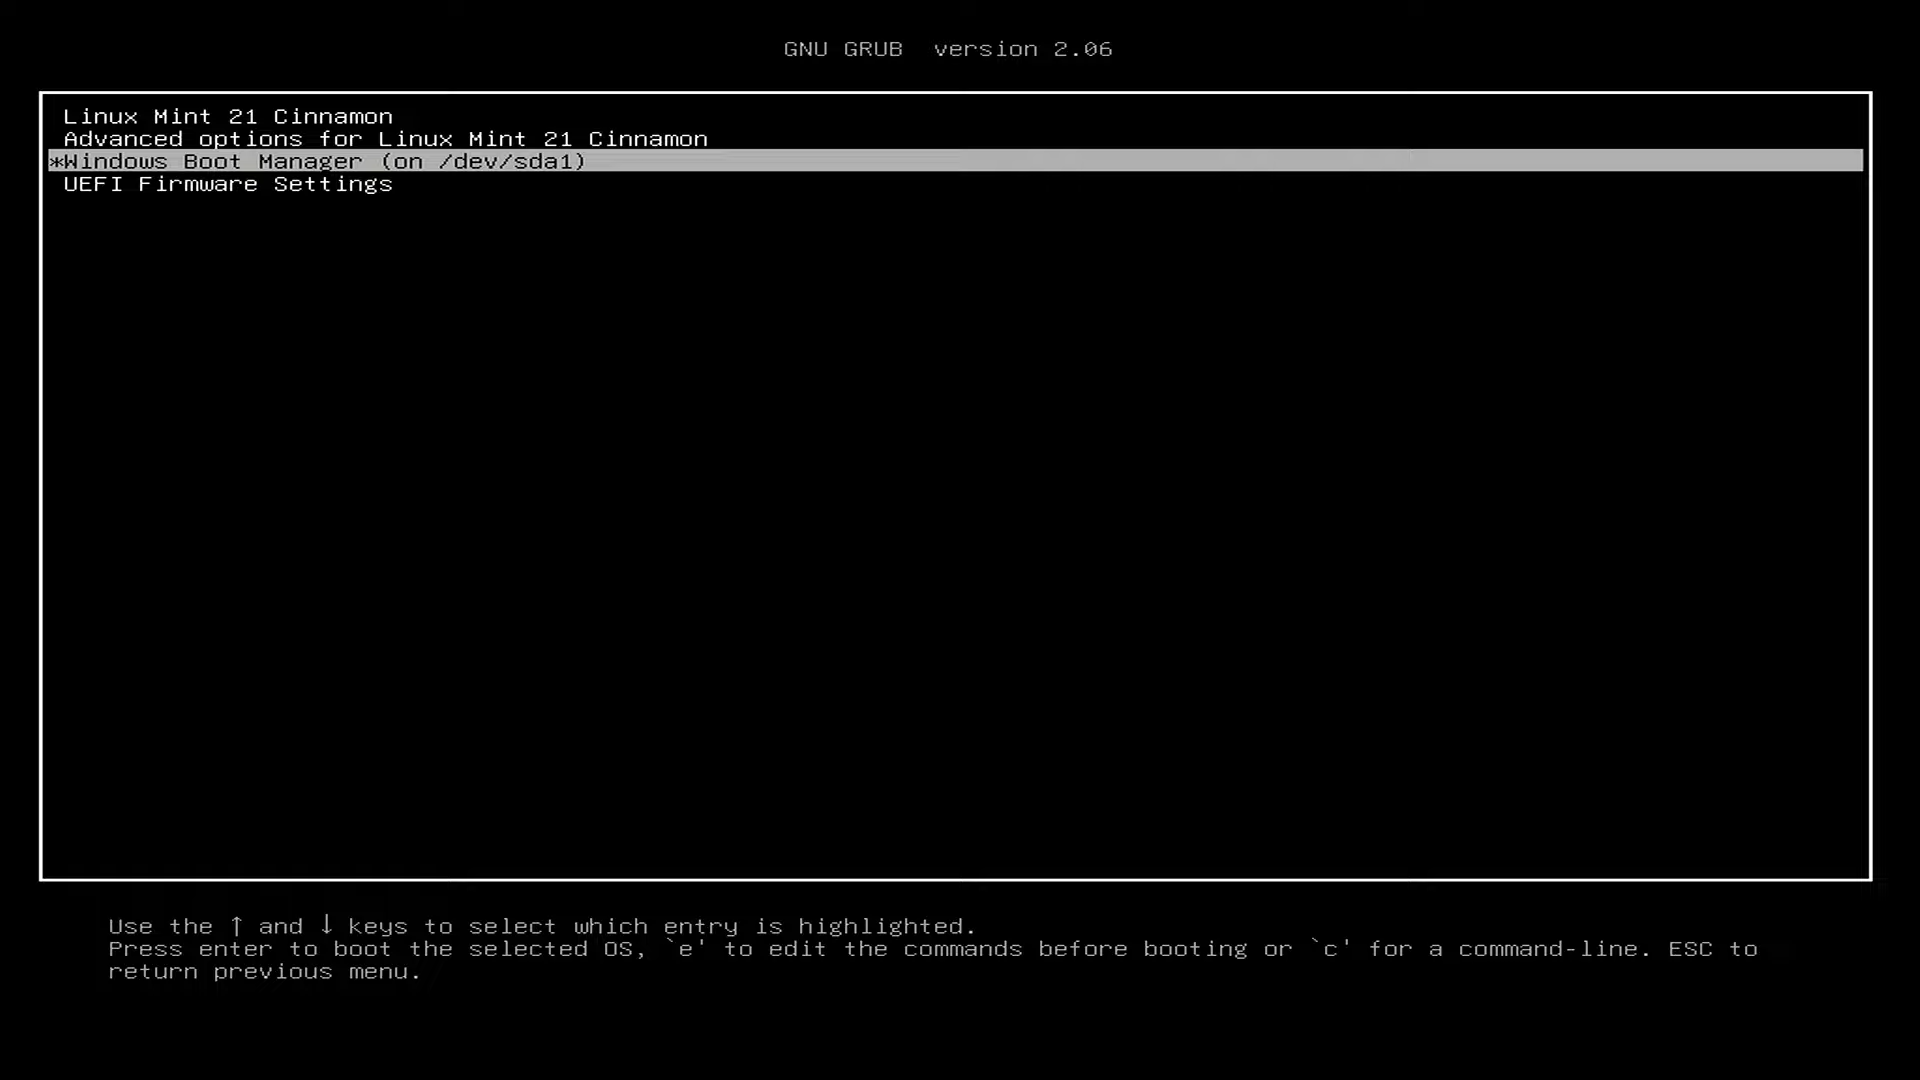 GNU GRUB  version 2.06
Linux Mint 21 Cinnamon
Advanced options for Linux Mint 21 Cinnamon
*Windows Boot Manager (on /dev/sda1)
UEFI Firmware Settings
Use the ↑ and ↓ keys to select which entry is highlighted.
Press enter to boot the selected OS, `e' to edit the commands before booting or `c' for a command-line. ESC to
return previous menu.